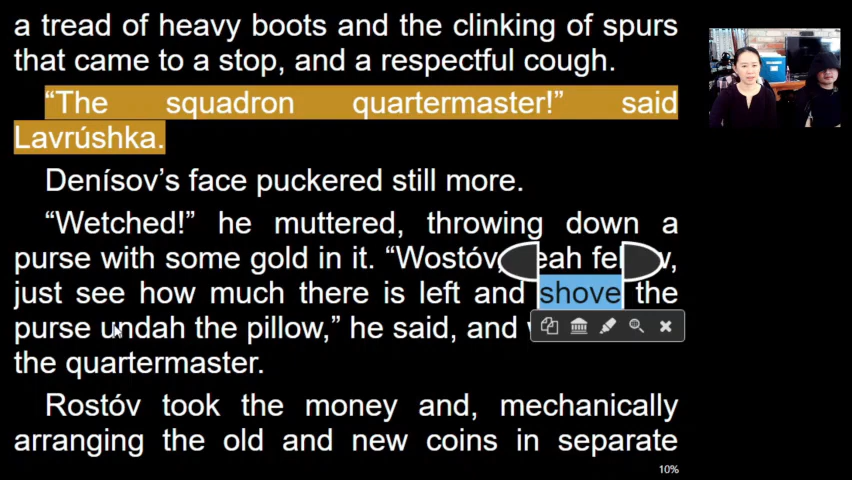 a tread of heavy boots and the clinking of spurs
that came to a stop, and a respectful cough.
“The squadron quartermaster!” said
Lavrúshka.
Denísov’s face puckered still more.
“Wetched!” he muttered, throwing down a
purse with some gold in it. “Wostóv,
just see how much there is left and shove the
purse undah the pillow,” he said, and
the quartermaster.
Rostóv took the money and, mechanically
arranging the old and new coins in separate
10%